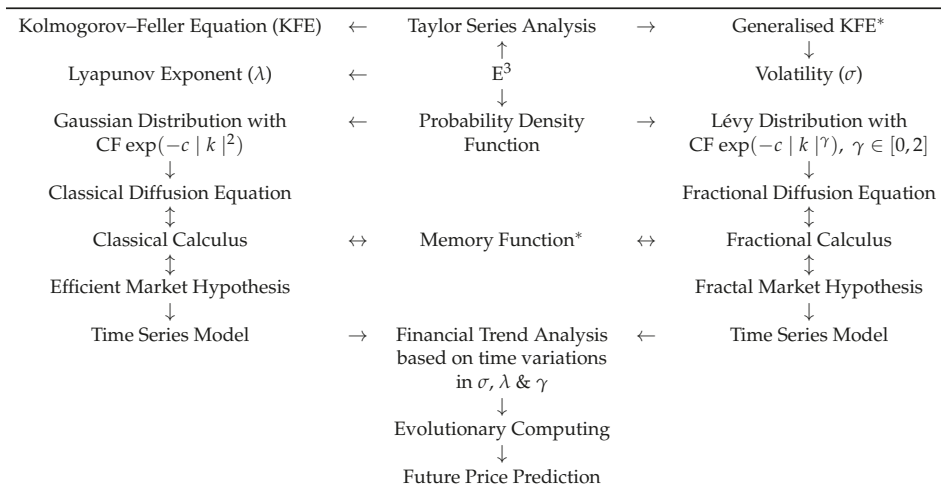 Kolmogorov–Feller Equation (KFE) ← Taylor Series Analysis → Generalised KFE*
↑ ↓
Lyapunov Exponent (λ) ← E³ Volatility (σ)
↓
Gaussian Distribution with ← Probability Density → Lévy Distribution with
CF exp(−c | k |²) Function CF exp(−c | k |^γ), γ ∈ [0, 2]
↓ ↓
Classical Diffusion Equation Fractional Diffusion Equation
↕ ↕
Classical Calculus ↔ Memory Function* ↔ Fractional Calculus
↕ ↕
Efficient Market Hypothesis Fractal Market Hypothesis
↓ ↓
Time Series Model → Financial Trend Analysis ← Time Series Model
based on time variations
in σ, λ & γ
↓
Evolutionary Computing
↓
Future Price Prediction